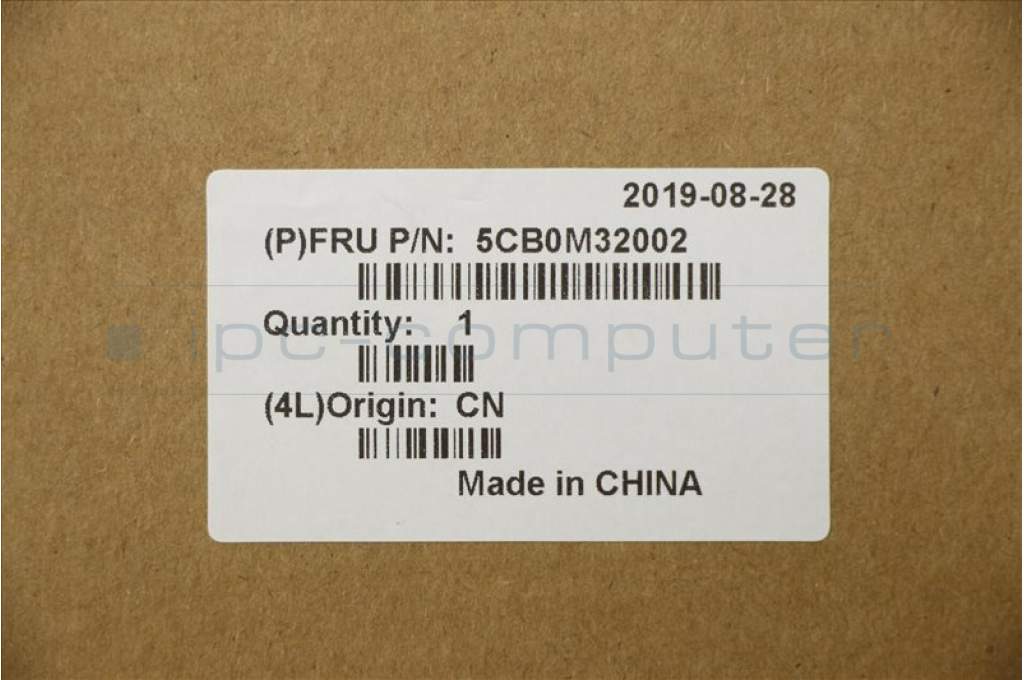 2019-08-28
(P)FRU P/N: 5CB0M32002
Quantity: 1
ipc-computer
(4L)Origin: CN
Made in CHINA